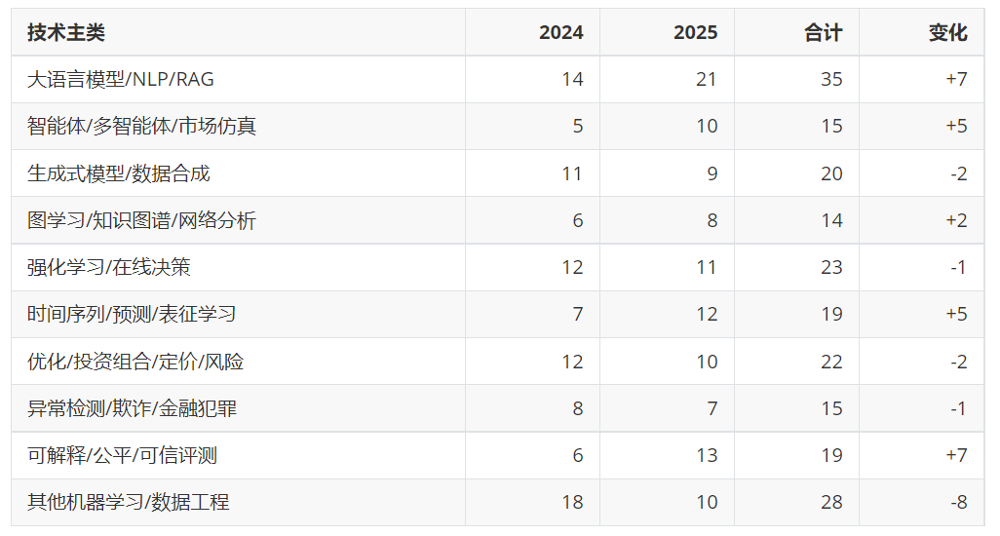 技术主类 2024 2025 合计 变化
大语言模型/NLP/RAG 14 21 35 +7
智能体/多智能体/市场仿真 5 10 15 +5
生成式模型/数据合成 11 9 20 -2
图学习/知识图谱/网络分析 6 8 14 +2
强化学习/在线决策 12 11 23 -1
时间序列/预测/表征学习 7 12 19 +5
优化/投资组合/定价/风险 12 10 22 -2
异常检测/欺诈/金融犯罪 8 7 15 -1
可解释/公平/可信评测 6 13 19 +7
其他机器学习/数据工程 18 10 28 -8